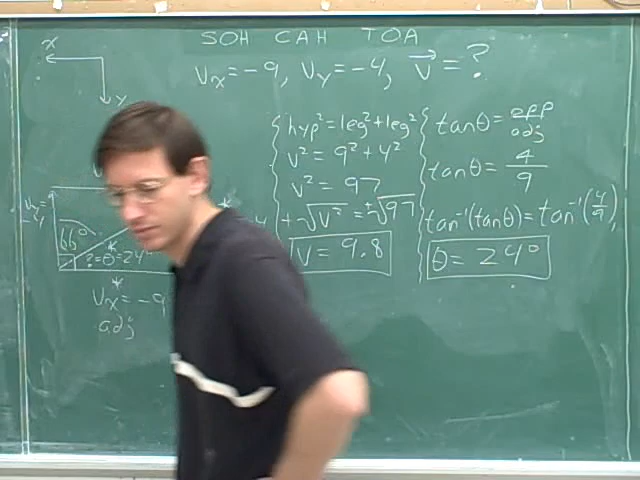 SOH CAH TOA
x
Vx = -9, Vy = -4, V⃗ = ?
y
hyp² = leg² + leg²
v² = 9² + 4²
v² = 97
+√v² = ±√97
V = 9.8
tanθ = opp/adj
tanθ = 4/9
tan⁻¹(tanθ) = tan⁻¹(4/9)
θ = 24°
66°
? = θ = 24°
Vx = -9
adj